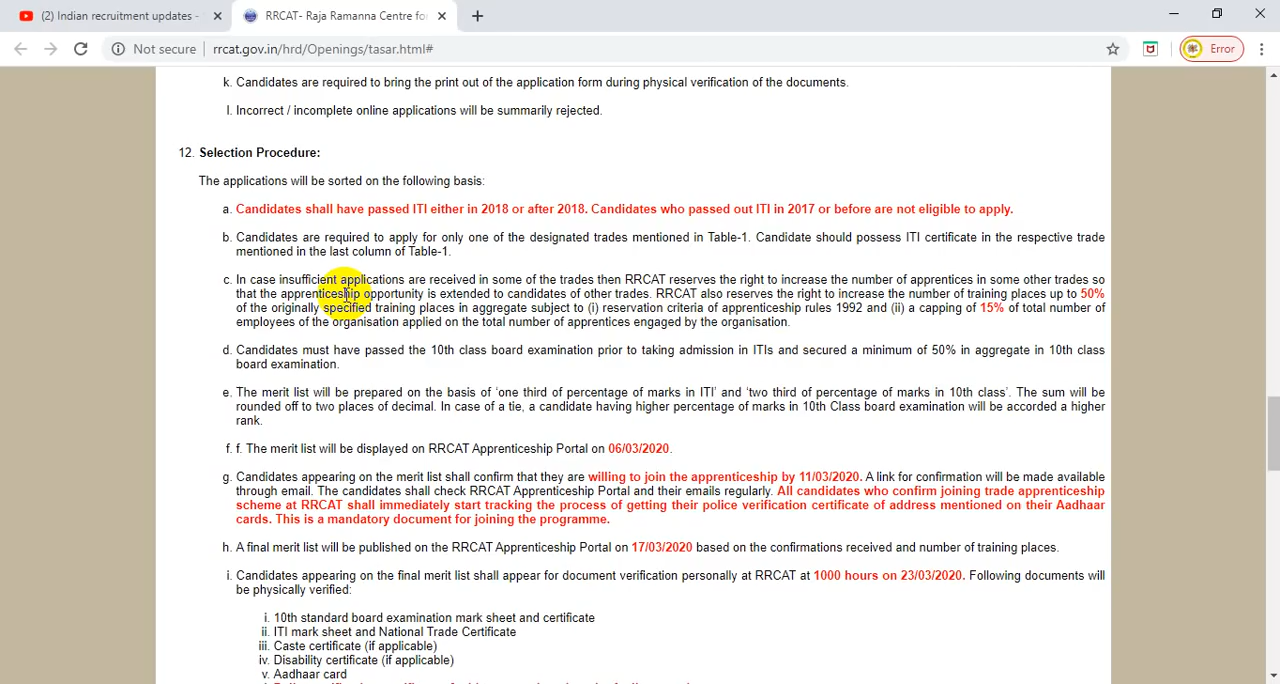 (2) Indian recruitment updates -
RRCAT- Raja Ramanna Centre for
Not secure
rrcat.gov.in/hrd/Openings/tasar.html#
Error
k. Candidates are required to bring the print out of the application form during physical verification of the documents.
l. Incorrect / incomplete online applications will be summarily rejected.
12. Selection Procedure:
The applications will be sorted on the following basis:
a. Candidates shall have passed ITI either in 2018 or after 2018. Candidates who passed out ITI in 2017 or before are not eligible to apply.
b. Candidates are required to apply for only one of the designated trades mentioned in Table-1. Candidate should possess ITI certificate in the respective trade
mentioned in the last column of Table-1.
c. In case insufficient applications are received in some of the trades then RRCAT reserves the right to increase the number of apprentices in some other trades so
that the apprenticeship opportunity is extended to candidates of other trades. RRCAT also reserves the right to increase the number of training places up to 50%
of the originally specified training places in aggregate subject to (i) reservation criteria of apprenticeship rules 1992 and (ii) a capping of 15% of total number of
employees of the organisation applied on the total number of apprentices engaged by the organisation.
d. Candidates must have passed the 10th class board examination prior to taking admission in ITIs and secured a minimum of 50% in aggregate in 10th class
board examination.
e. The merit list will be prepared on the basis of ‘one third of percentage of marks in ITI’ and ‘two third of percentage of marks in 10th class’. The sum will be
rounded off to two places of decimal. In case of a tie, a candidate having higher percentage of marks in 10th Class board examination will be accorded a higher
rank.
f. f. The merit list will be displayed on RRCAT Apprenticeship Portal on 06/03/2020.
g. Candidates appearing on the merit list shall confirm that they are willing to join the apprenticeship by 11/03/2020. A link for confirmation will be made available
through email. The candidates shall check RRCAT Apprenticeship Portal and their emails regularly. All candidates who confirm joining trade apprenticeship
scheme at RRCAT shall immediately start tracking the process of getting their police verification certificate of address mentioned on their Aadhaar
cards. This is a mandatory document for joining the programme.
h. A final merit list will be published on the RRCAT Apprenticeship Portal on 17/03/2020 based on the confirmations received and number of training places.
i. Candidates appearing on the final merit list shall appear for document verification personally at RRCAT at 1000 hours on 23/03/2020. Following documents will
be physically verified:
i. 10th standard board examination mark sheet and certificate
ii. ITI mark sheet and National Trade Certificate
iii. Caste certificate (if applicable)
iv. Disability certificate (if applicable)
v. Aadhaar card